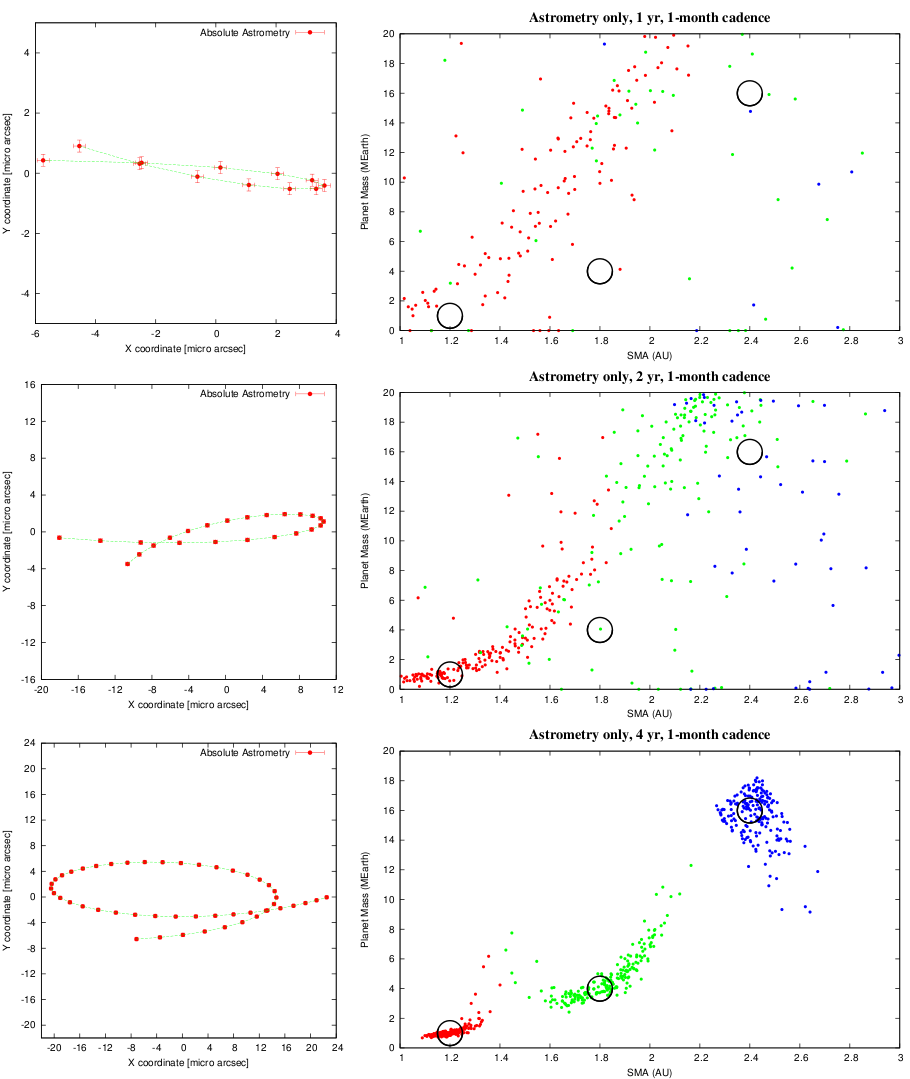 Astrometry only, 1 yr, 1-month cadence
Absolute Astrometry
4
2
0
-2
-4
Y coordinate [micro arcsec]
-6 -4 -2 0 2 4
X coordinate [micro arcsec]
20
18
16
14
12
10
8
6
4
2
0
Planet Mass (MEarth)
1 1.2 1.4 1.6 1.8 2 2.2 2.4 2.6 2.8 3
SMA (AU)
Astrometry only, 2 yr, 1-month cadence
Absolute Astrometry
16
12
8
4
0
-4
-8
-12
-16
Y coordinate [micro arcsec]
-20 -16 -12 -8 -4 0 4 8 12
X coordinate [micro arcsec]
20
18
16
14
12
10
8
6
4
2
0
Planet Mass (MEarth)
1 1.2 1.4 1.6 1.8 2 2.2 2.4 2.6 2.8 3
SMA (AU)
Astrometry only, 4 yr, 1-month cadence
Absolute Astrometry
24
20
16
12
8
4
0
-4
-8
-12
-16
-20
Y coordinate [micro arcsec]
-20 -16 -12 -8 -4 0 4 8 12 16 20 24
X coordinate [micro arcsec]
20
18
16
14
12
10
8
6
4
2
0
Planet Mass (MEarth)
1 1.2 1.4 1.6 1.8 2 2.2 2.4 2.6 2.8 3
SMA (AU)